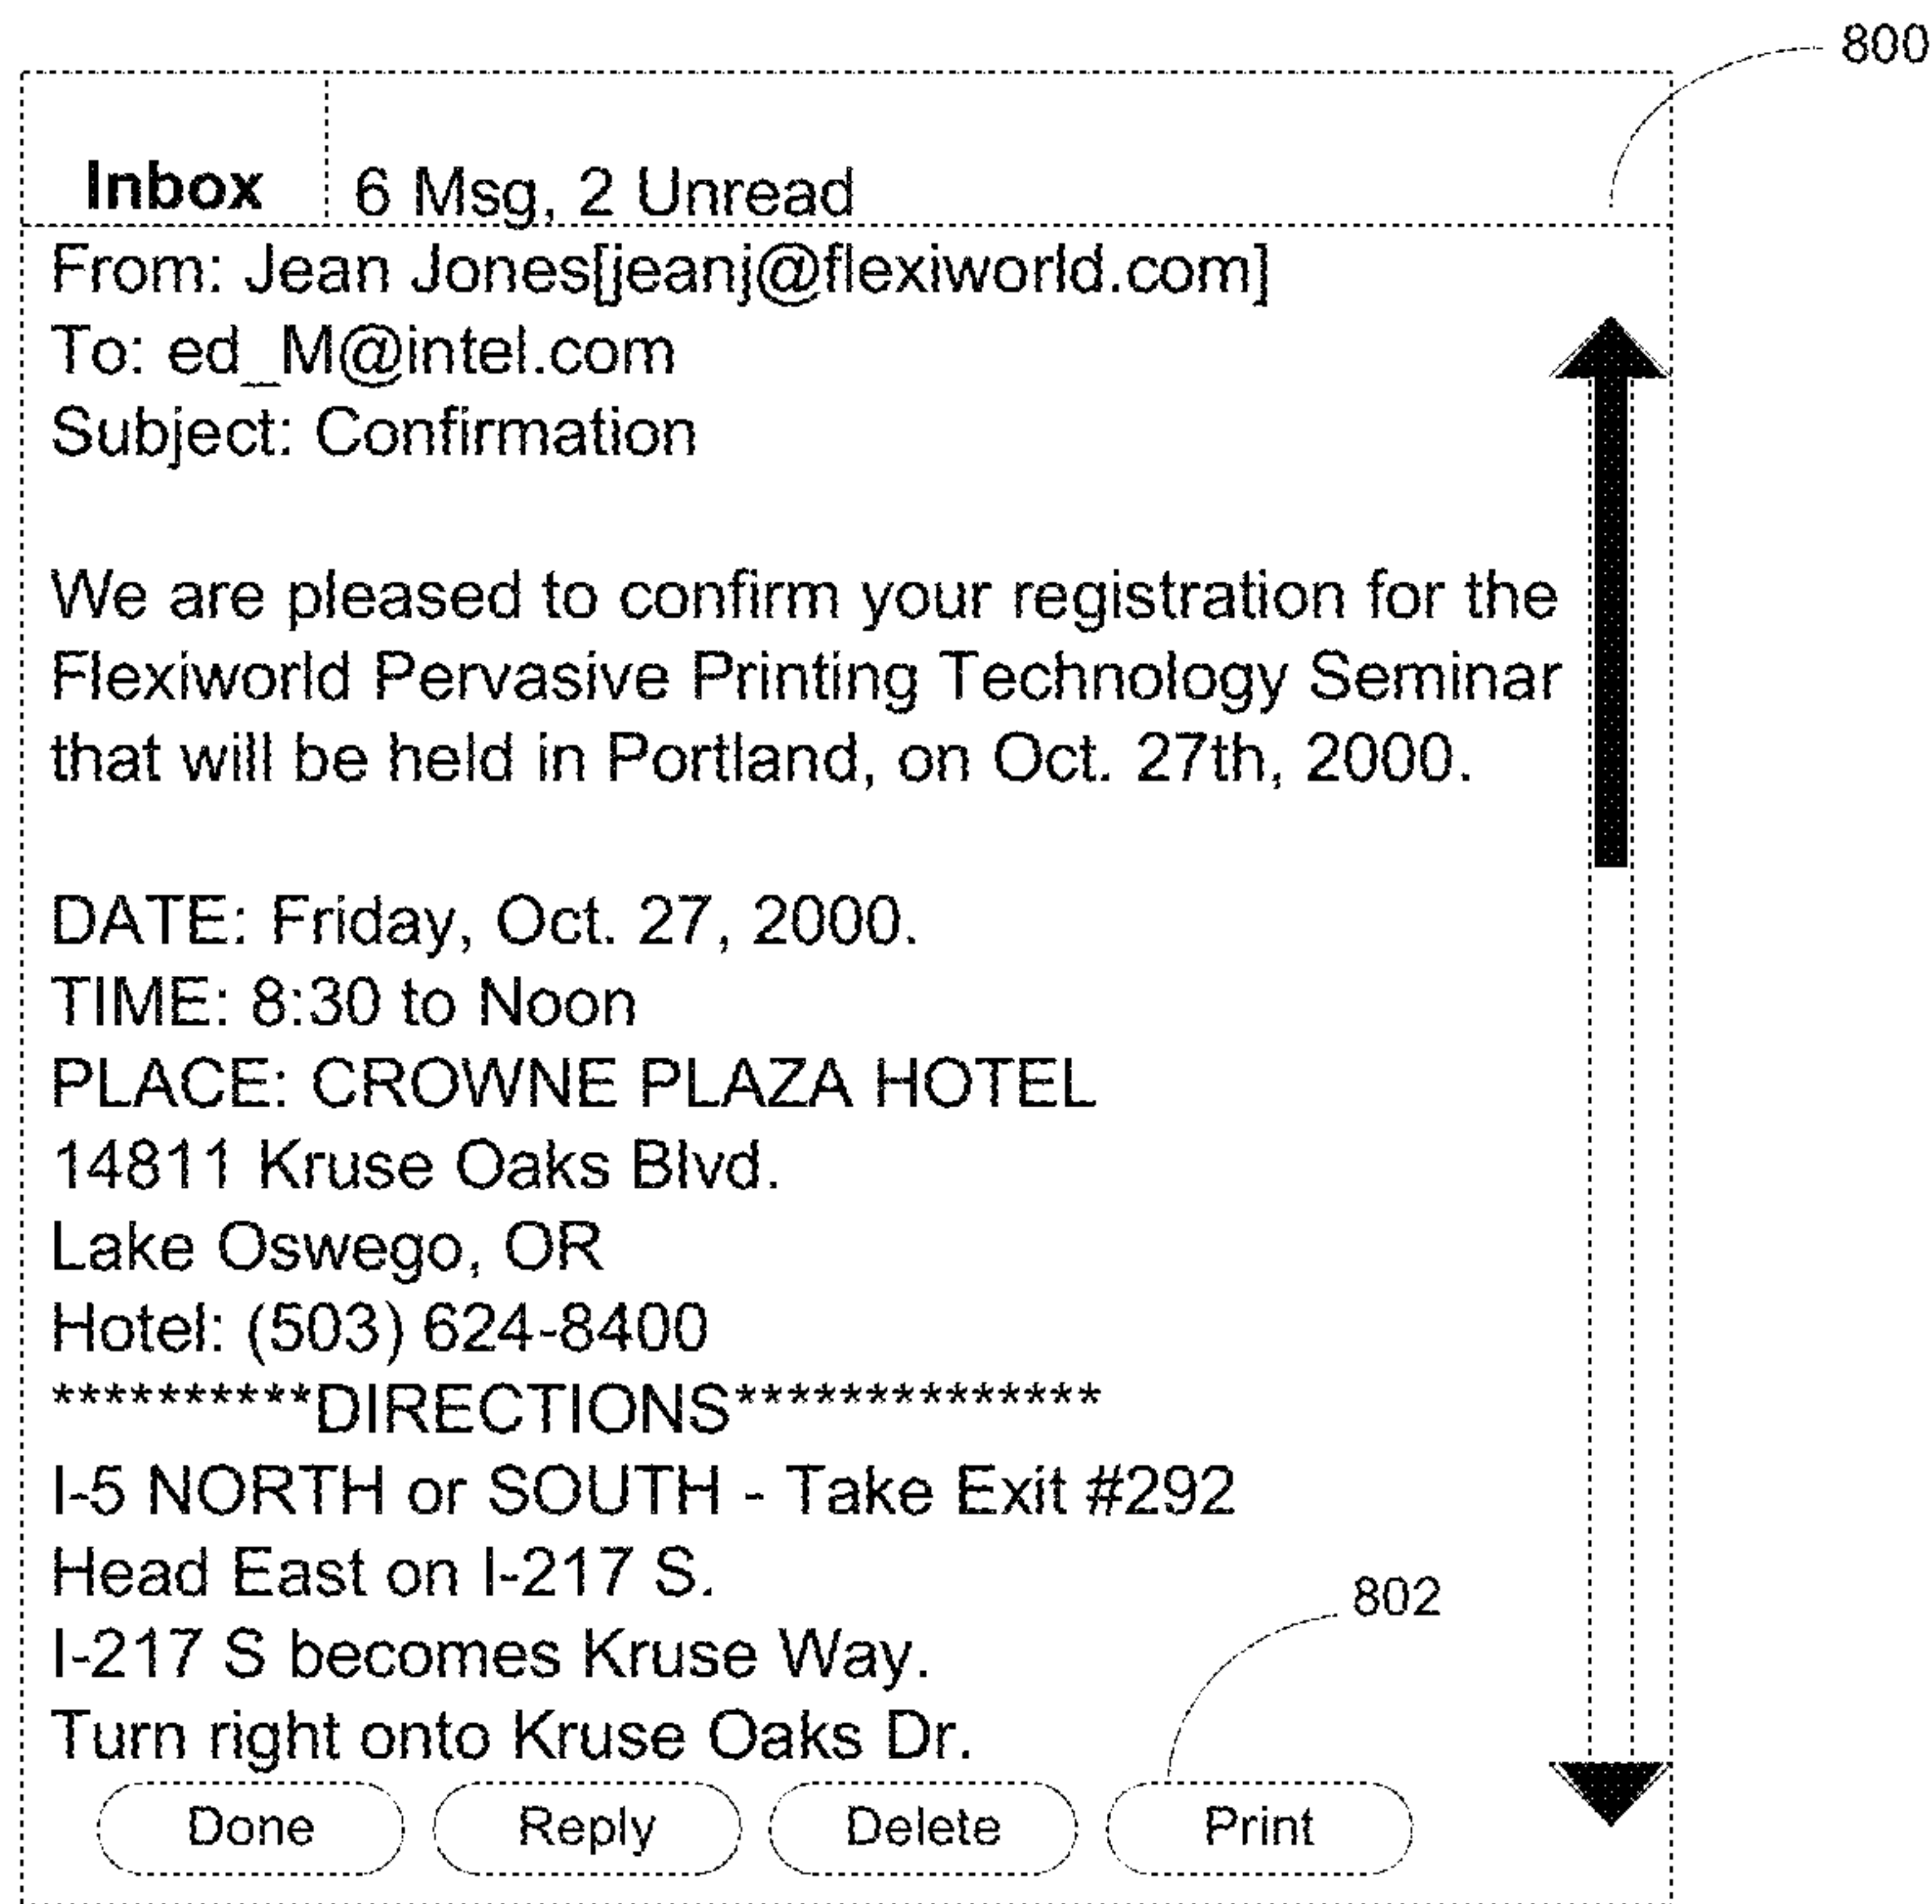 800
Inbox 6 Msg, 2 Unread
From: Jean Jones[jeanj@flexiworld.com]
To: ed_M@intel.com
Subject: Confirmation
We are pleased to confirm your registration for the
Flexiworld Pervasive Printing Technology Seminar
that will be held in Portland, on Oct. 27th, 2000.
DATE: Friday, Oct. 27, 2000.
TIME: 8:30 to Noon
PLACE: CROWNE PLAZA HOTEL
14811 Kruse Oaks Blvd.
Lake Oswego, OR
Hotel: (503) 624-8400
**********DIRECTIONS**************
I-5 NORTH or SOUTH - Take Exit #292
Head East on I-217 S.
802
I-217 S becomes Kruse Way.
Turn right onto Kruse Oaks Dr.
Done Reply Delete Print